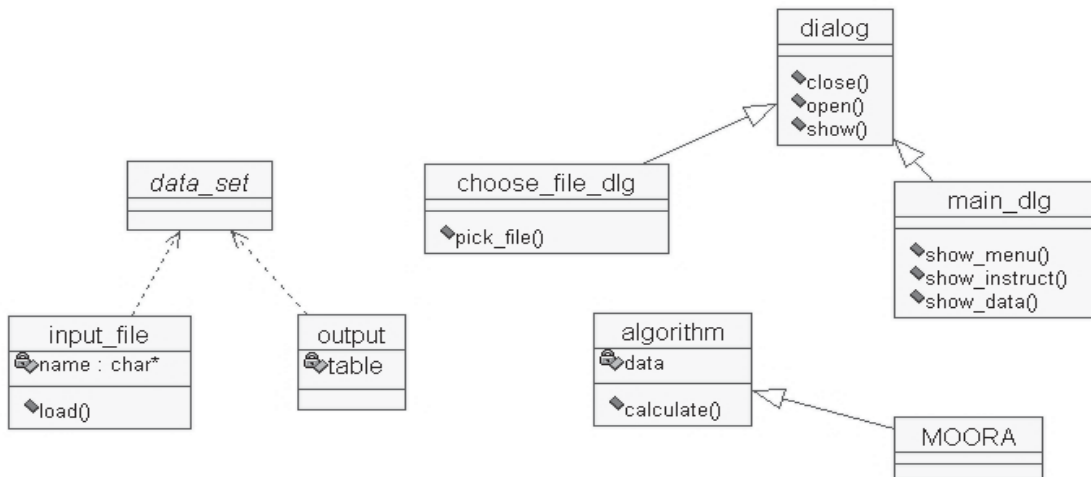 dialog
close()
open()
show()
data_set
choose_file_dlg
pick_file()
main_dlg
show_menu()
show_instruct()
show_data()
input_file
name : char*
load()
output
table
algorithm
data
calculate()
MOORA